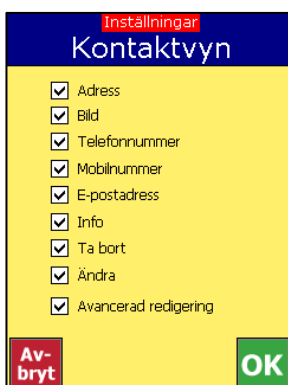 Inställningar
Kontaktvyn
Adress
Bild
Telefonnummer
Mobilnummer
E-postadress
Info
Ta bort
Ändra
Avancerad redigering
Av-
bryt
OK